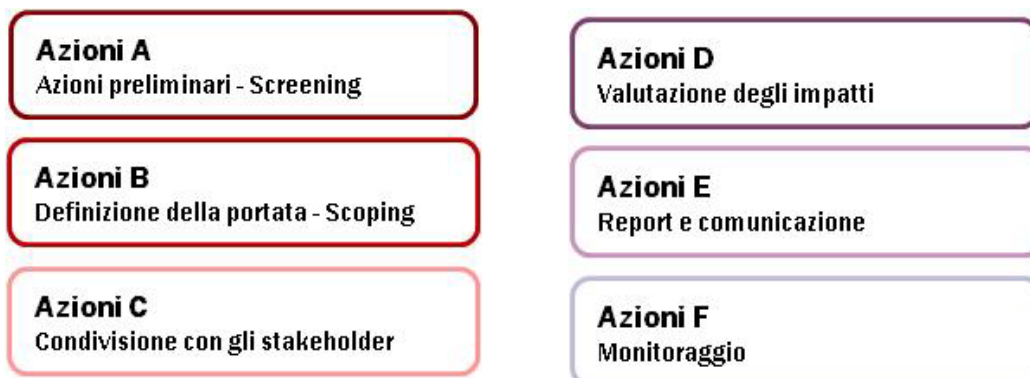 Azioni A
Azioni preliminari - Screening
Azioni B
Definizione della portata - Scoping
Azioni C
Condivisione con gli stakeholder
Azioni D
Valutazione degli impatti
Azioni E
Report e comunicazione
Azioni F
Monitoraggio